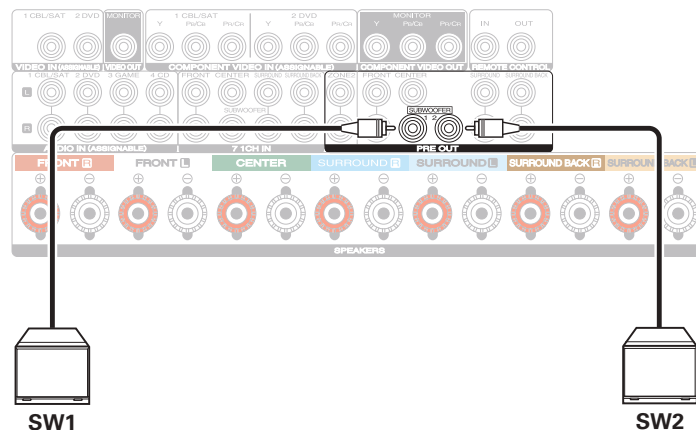 1 CBL/SAT 2 DVD MONITOR 1 CBL/SAT 2 DVD MONITOR
Y PB/CB PR/CR Y PB/CB PR/CR Y PB/CB PR/CR IN OUT
VIDEO IN (ASSIGNABLE) VIDEO OUT COMPONENT VIDEO IN (ASSIGNABLE) COMPONENT VIDEO OUT REMOTE CONTROL
1 CBL/SAT 2 DVD 3 GAME 4 CD FRONT CENTER SURROUND SURROUND BACK ZONE2 FRONT CENTER SURROUND SURROUND BACK
L
SUBWOOFER SUBWOOFER
1 2
R
AUDIO IN (ASSIGNABLE) 7.1CH IN PRE OUT
FRONT R FRONT L CENTER SURROUND R SURROUND L SURROUND BACK R SURROUND BACK L
+ − + − + − + − + − + − + −
SPEAKERS
SW1 SW2